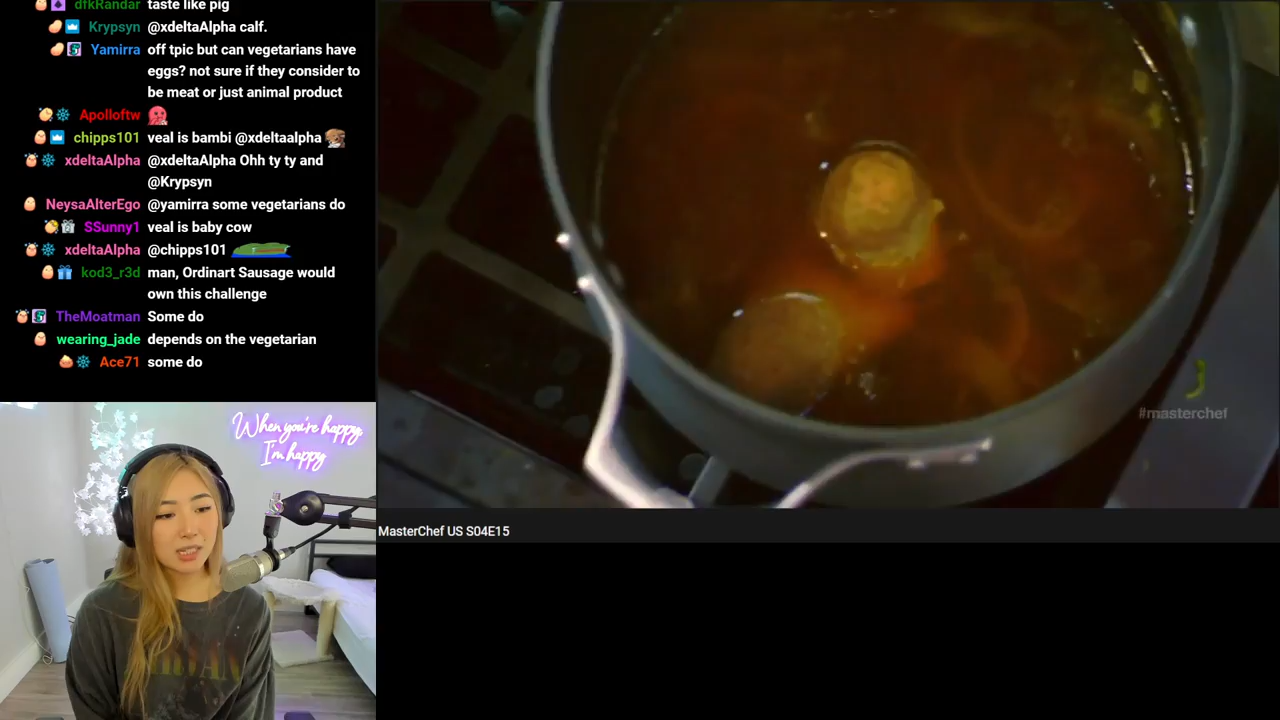 dfkRandar taste like pig
Krypsyn @xdeltaAlpha calf.
Yamirra off tpic but can vegetarians have
eggs? not sure if they consider to
be meat or just animal product
Apolloftw
chipps101 veal is bambi @xdeltaalpha
xdeltaAlpha @xdeltaAlpha Ohh ty ty and
@Krypsyn
NeysaAlterEgo @yamirra some vegetarians do
SSunny1 veal is baby cow
xdeltaAlpha @chipps101
kod3_r3d man, Ordinart Sausage would
own this challenge
TheMoatman Some do
wearing_jade depends on the vegetarian
Ace71 some do
When you're happy,
I'm happy
#masterchef
MasterChef US S04E15